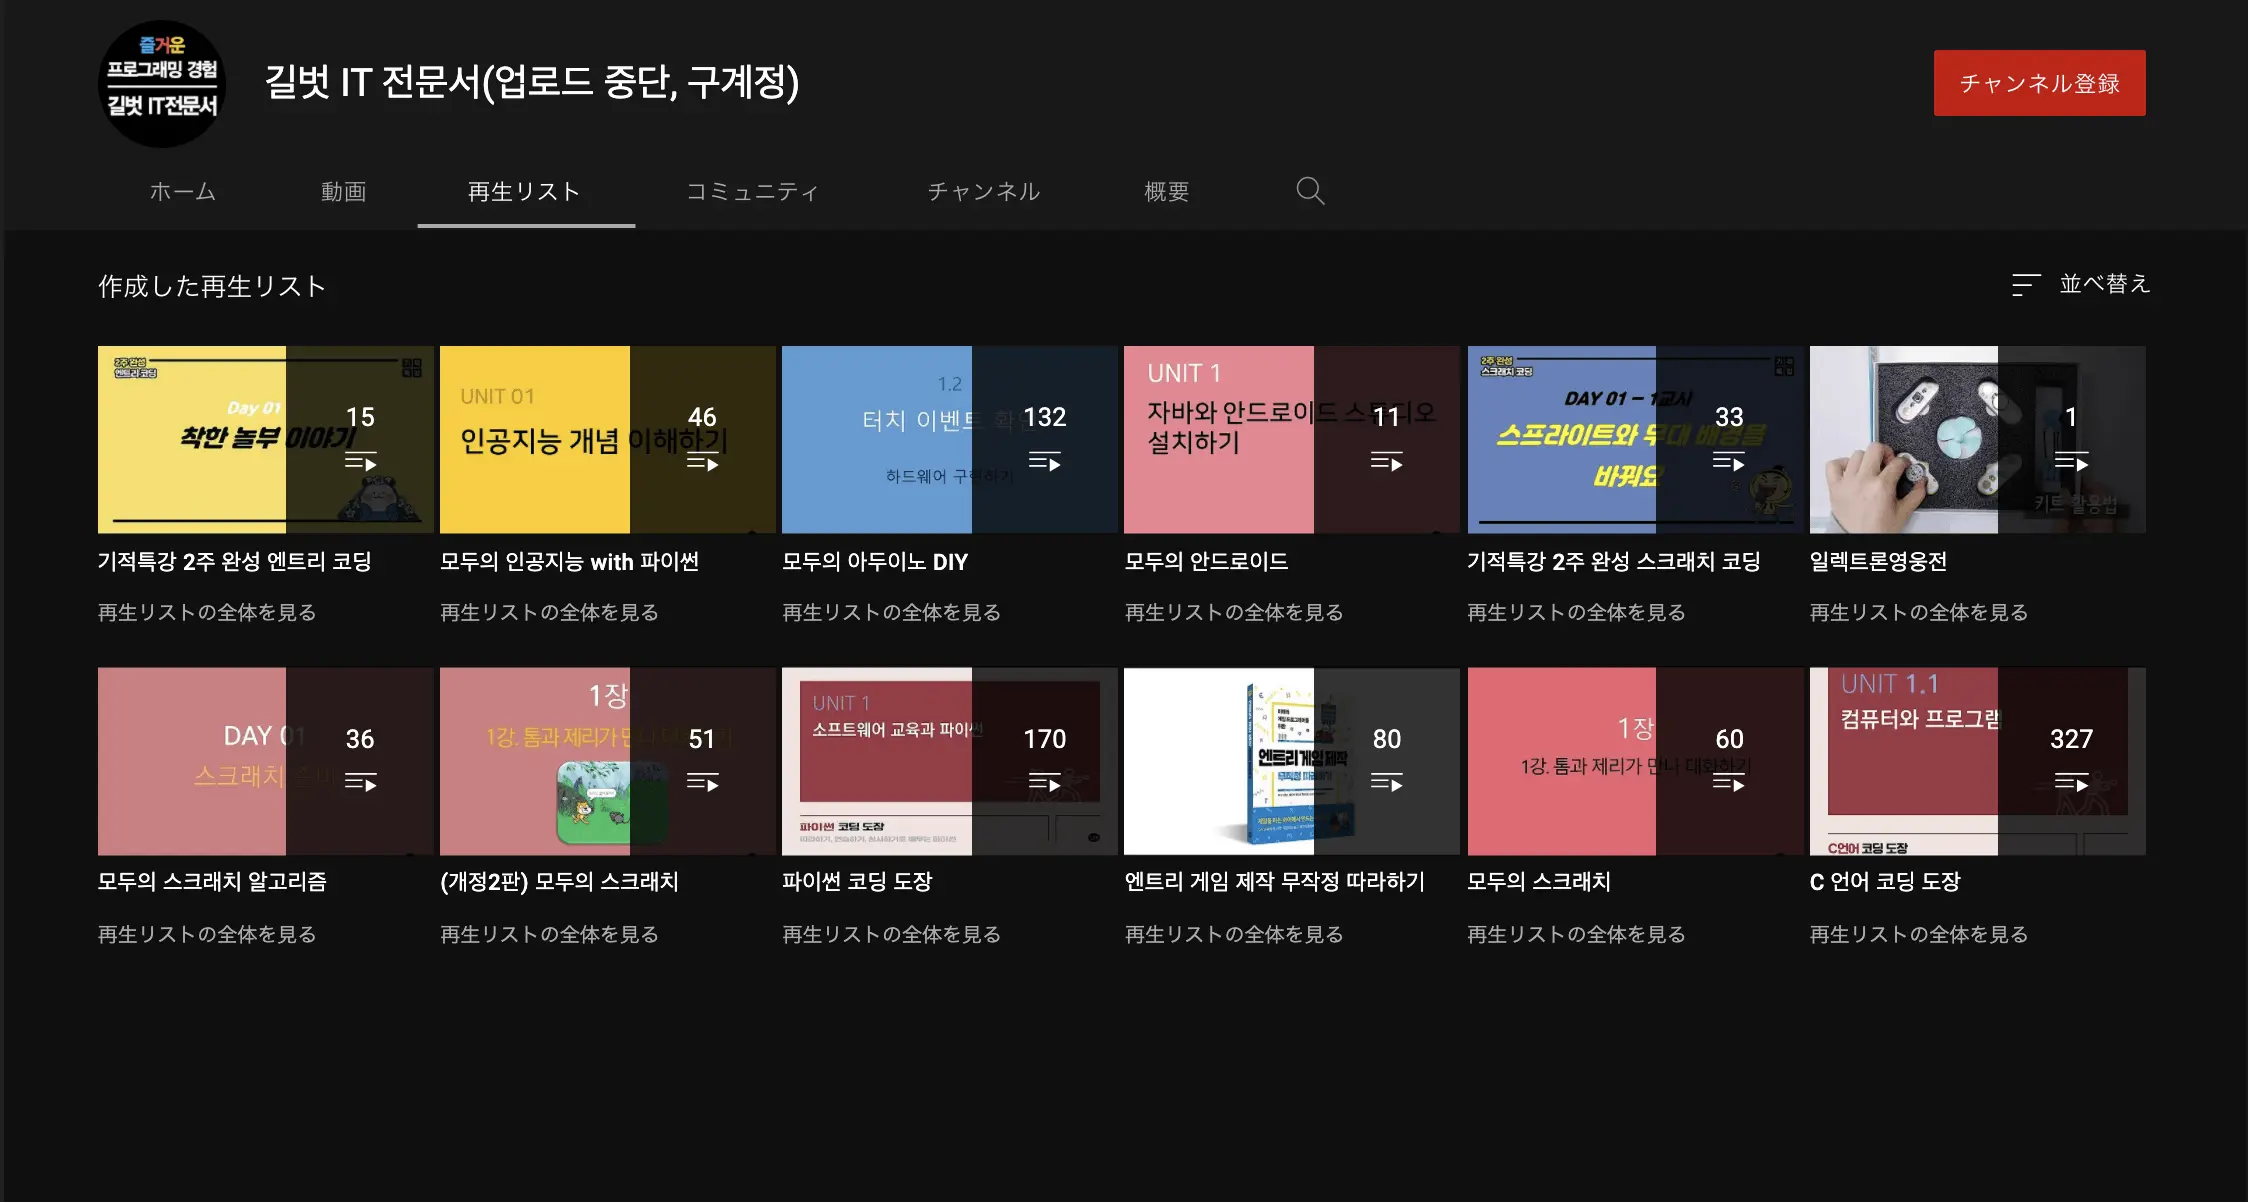 즐거운
프로그래밍 경험
길벗 IT전문서
길벗 IT 전문서(업로드 중단, 구계정)
チャンネル登録
ホーム
動画
再生リスト
コミュニティ
チャンネル
概要
作成した再生リスト
並べ替え
2주 완성
엔트리 코딩
Day 01
착한 놀부 이야기
15
UNIT 01
인공지능 개념 이해하기
46
1.2
터치 이벤트 확인
하드웨어 구현하기
132
UNIT 1
자바와 안드로이드 스튜디오
설치하기
11
2주 완성
스크래치 코딩
DAY 01 – 1교시
스프라이트와 무대 배경을
바꿔요
33
키트 활용법
1
기적특강 2주 완성 엔트리 코딩
모두의 인공지능 with 파이썬
모두의 아두이노 DIY
모두의 안드로이드
기적특강 2주 완성 스크래치 코딩
일렉트론영웅전
再生リストの全体を見る
再生リストの全体を見る
再生リストの全体を見る
再生リストの全体を見る
再生リストの全体を見る
再生リストの全体を見る
DAY 01
스크래치
36
1장
1강. 톰과 제리가 만나
51
UNIT 1
소프트웨어 교육과 파이썬
파이썬 코딩 도장
170
엔트리 게임 제작
무작정 따라하기
80
1장
1강. 톰과 제리가 만나 대화하기
60
UNIT 1.1
컴퓨터와 프로그램
C언어 코딩 도장
327
모두의 스크래치 알고리즘
(개정2판) 모두의 스크래치
파이썬 코딩 도장
엔트리 게임 제작 무작정 따라하기
모두의 스크래치
C 언어 코딩 도장
再生リストの全体を見る
再生リストの全体を見る
再生リストの全体を見る
再生リストの全体を見る
再生リストの全体を見る
再生リストの全体を見る